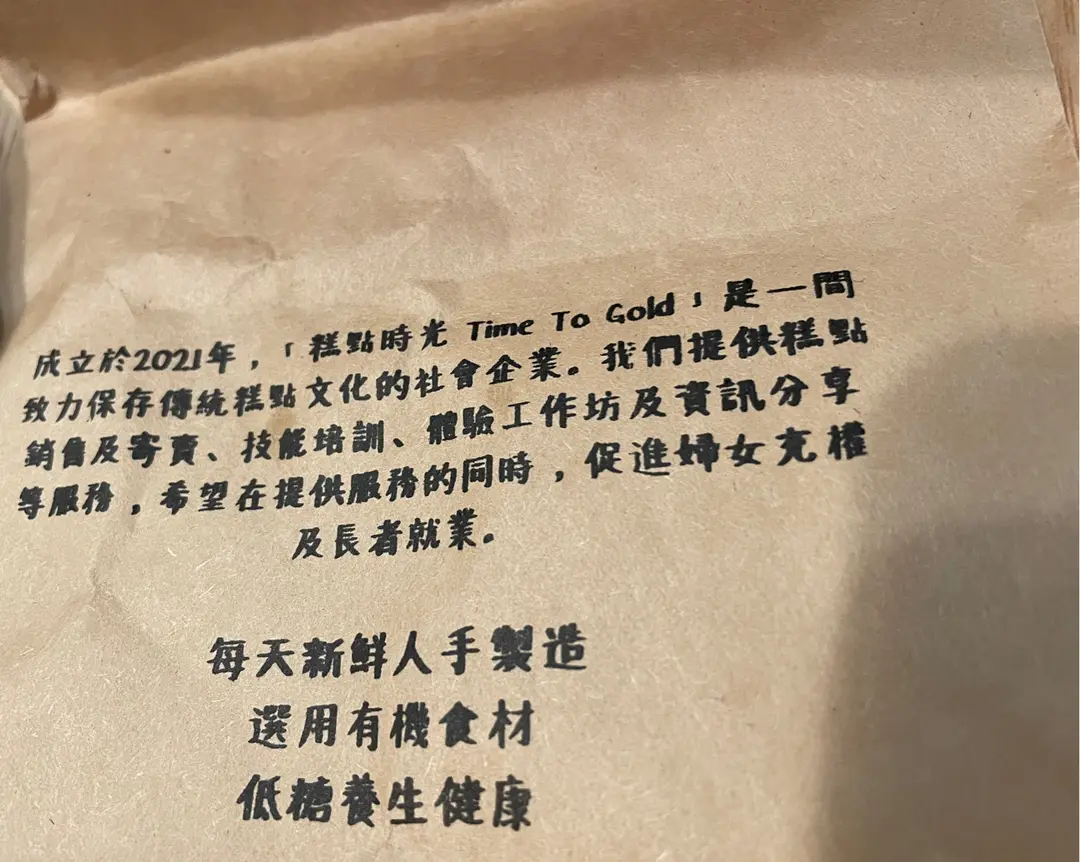 成立於2021年，「糕點時光 Time To Gold」是一間
致力保存傳統糕點文化的社會企業。我們提供糕點
銷售及寄賣、技能培訓、體驗工作坊及資訊分享
等服務，希望在提供服務的同時，促進婦女充權
及長者就業。
每天新鮮人手製造
選用有機食材
低糖養生健康